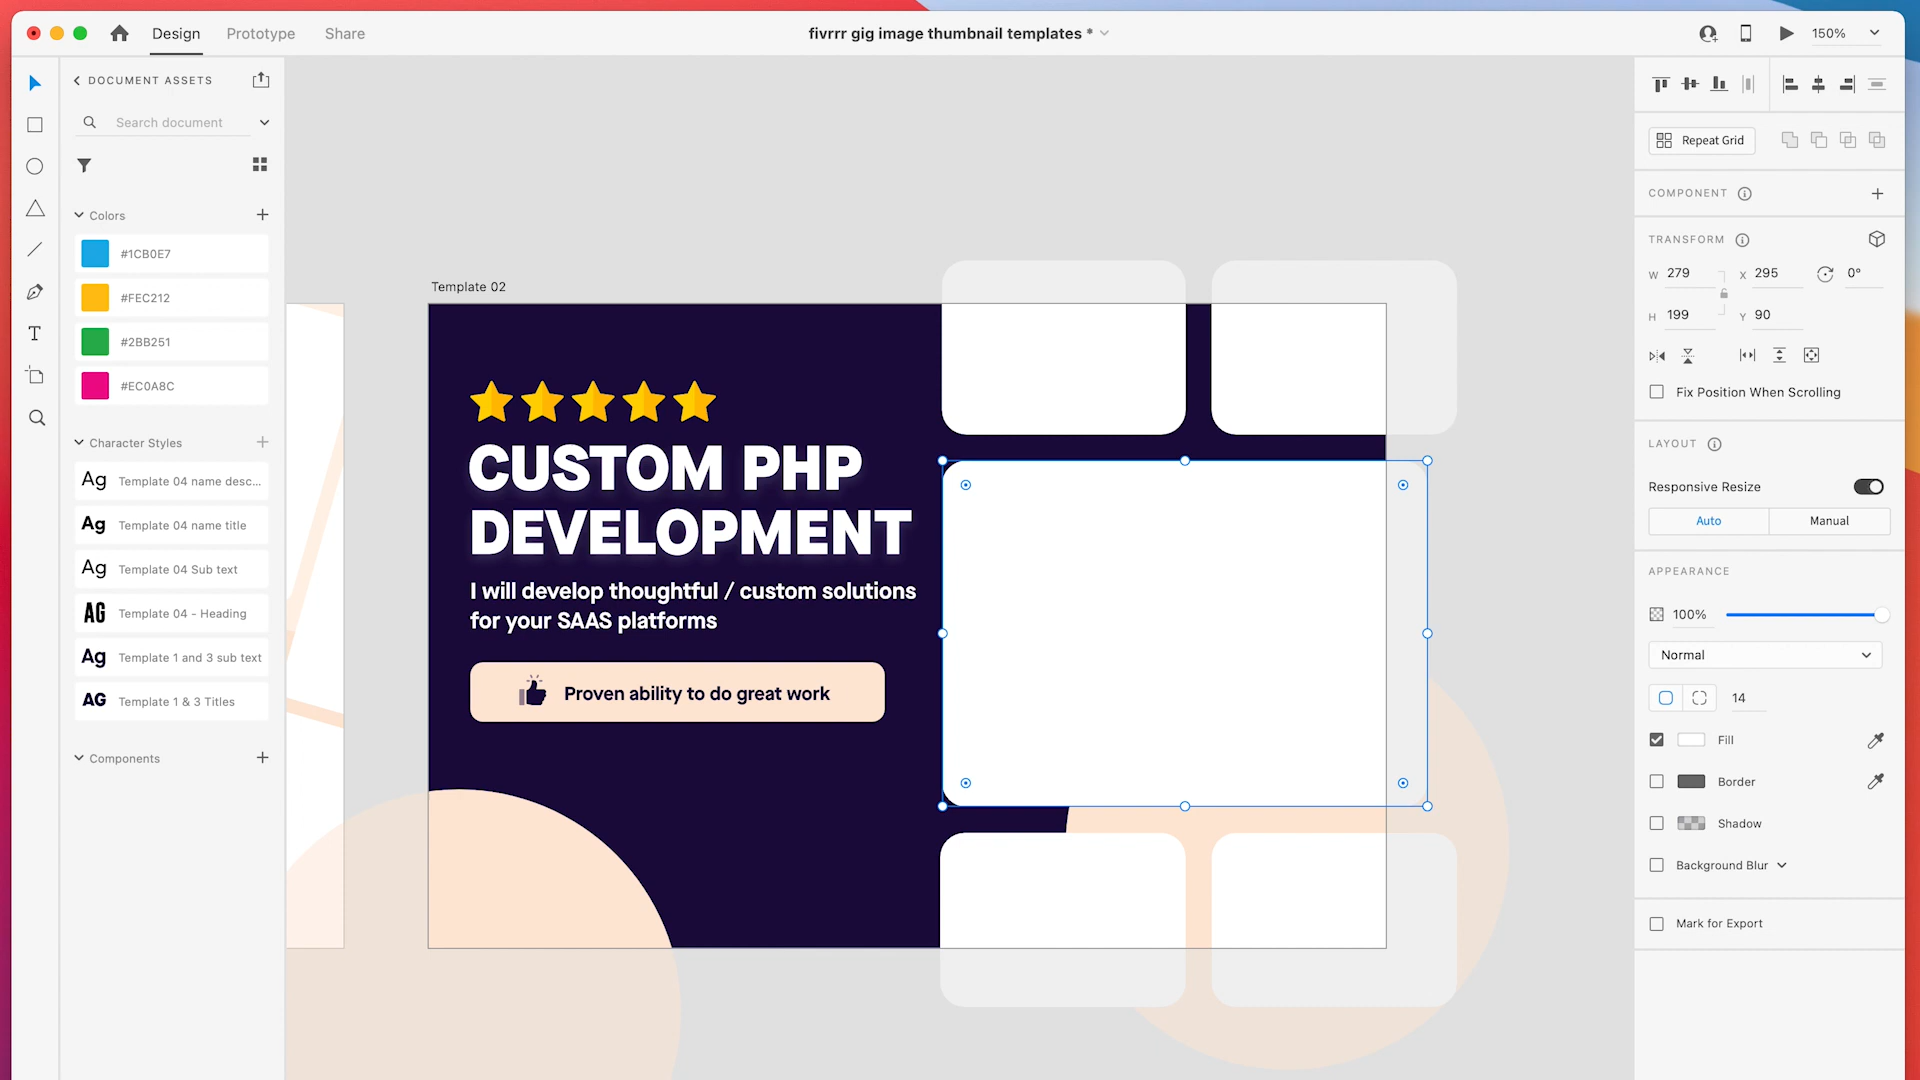 Design Prototype Share
fivrrr gig image thumbnail templates *
150%
DOCUMENT ASSETS
Search document
Colors
#1CB0E7
#FEC212
#2BB251
#EC0A8C
Character Styles
Ag Template 04 name desc...
Ag Template 04 name title
Ag Template 04 Sub text
AG Template 04 - Heading
Ag Template 1 and 3 sub text
AG Template 1 & 3 Titles
Components
Template 02
CUSTOM PHP
DEVELOPMENT
I will develop thoughtful / custom solutions
for your SAAS platforms
Proven ability to do great work
Repeat Grid
COMPONENT
TRANSFORM
W 279 X 295 0°
H 199 Y 90
Fix Position When Scrolling
LAYOUT
Responsive Resize
Auto Manual
APPEARANCE
100%
Normal
14
Fill
Border
Shadow
Background Blur
Mark for Export